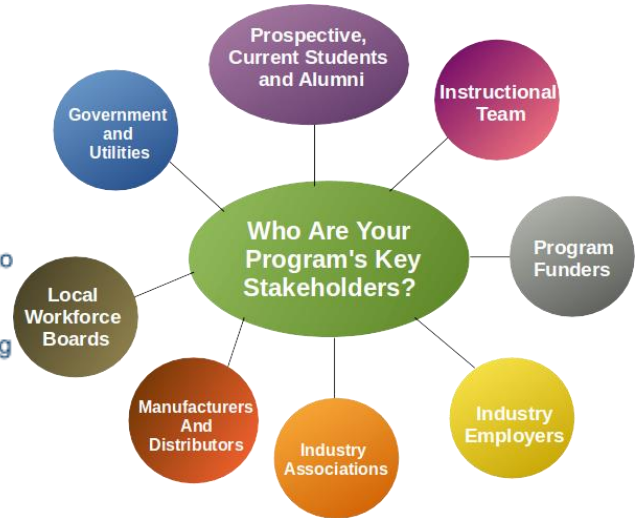 Prospective,
Current Students
and Alumni
Instructional
Team
Government
and
Utilities
Who Are Your
Program's Key
Stakeholders?
Program
Funders
o
Local
Workforce
Boards
g
Manufacturers
And
Distributors
Industry
Associations
Industry
Employers